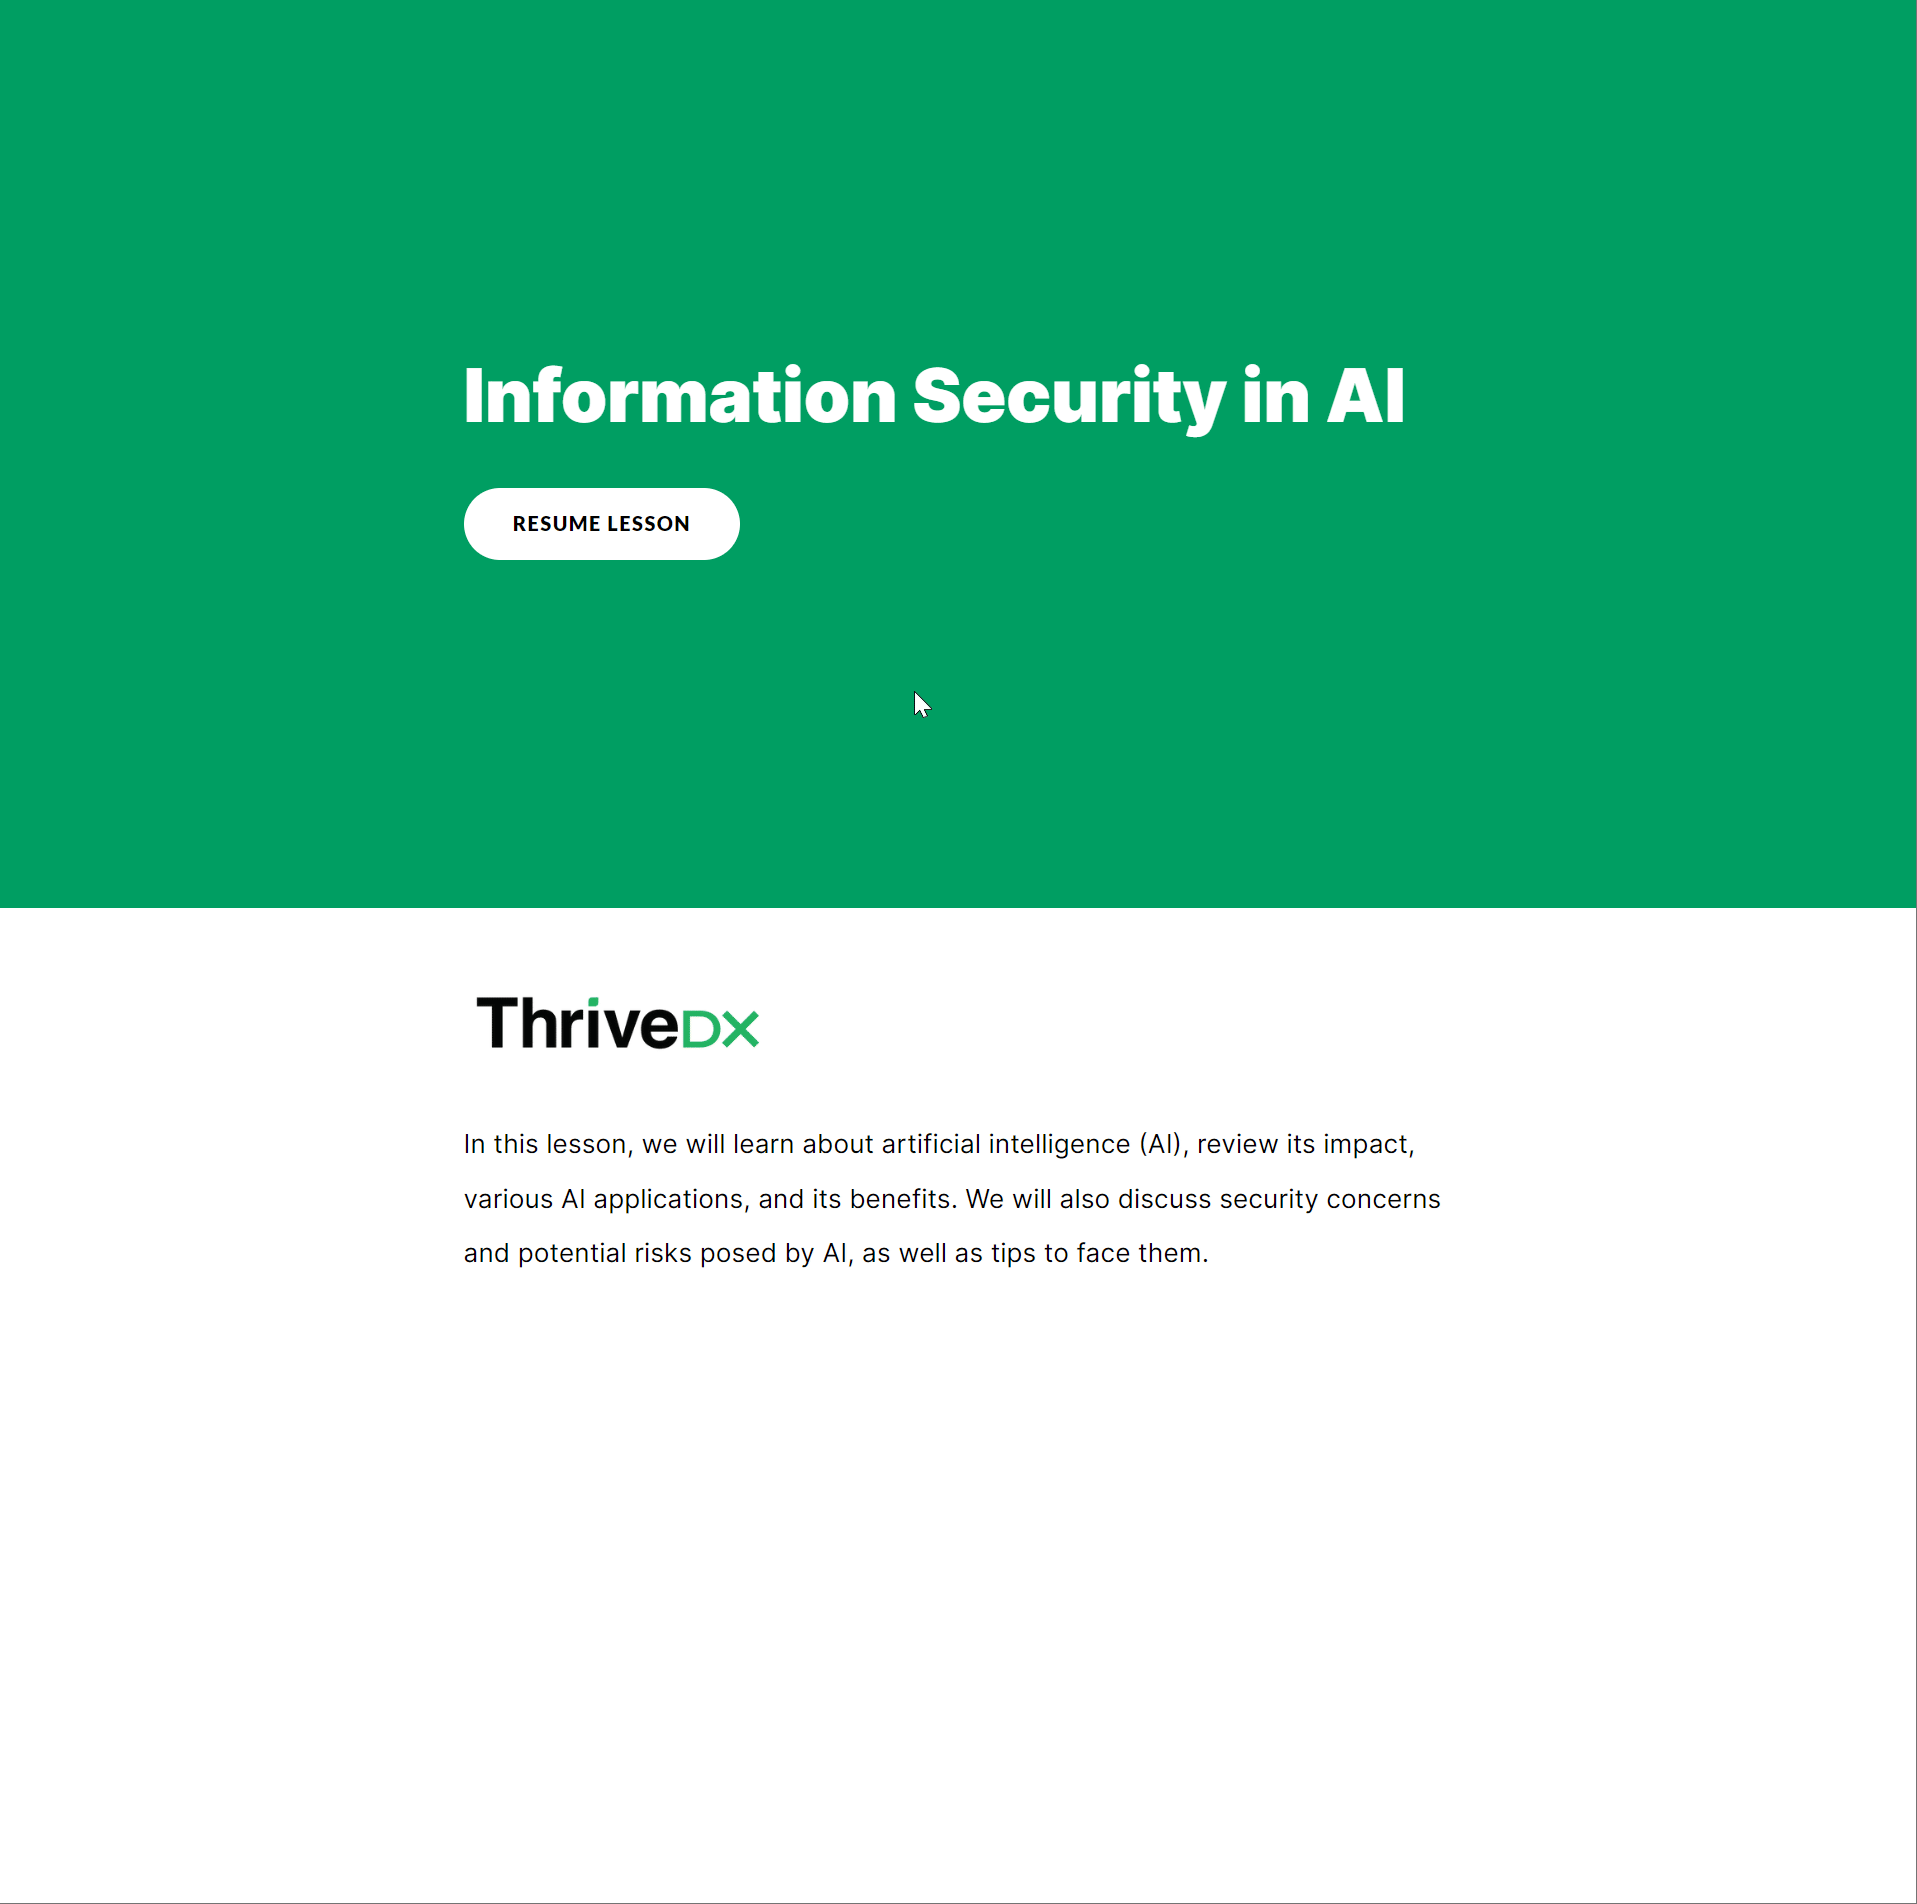 Information Security in AI
RESUME LESSON
ThriveDX
In this lesson, we will learn about artificial intelligence (AI), review its impact,
various AI applications, and its benefits. We will also discuss security concerns
and potential risks posed by AI, as well as tips to face them.